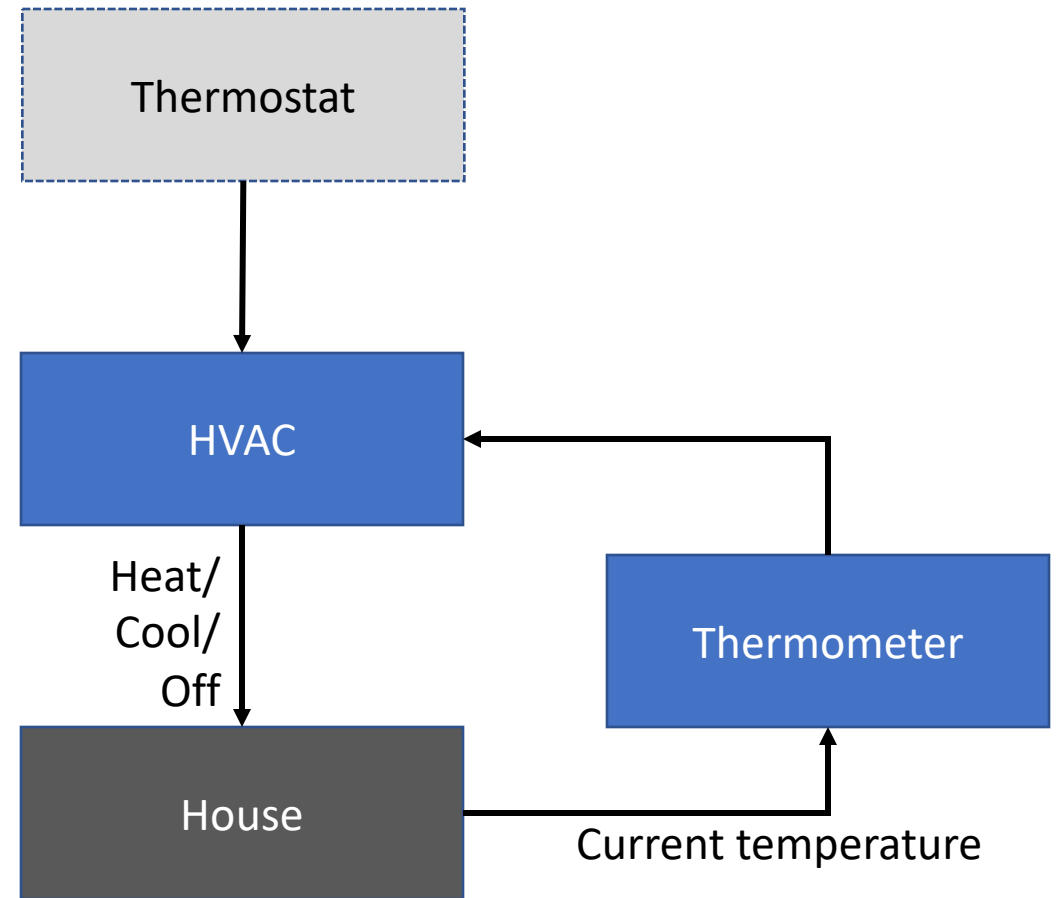 Thermostat
HVAC
Heat/
Cool/
Off
Thermometer
House
Current temperature